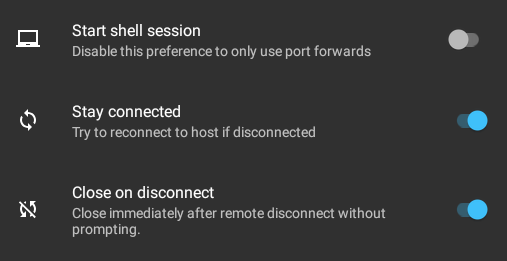 Start shell session
Disable this preference to only use port forwards
Stay connected
Try to reconnect to host if disconnected
Close on disconnect
Close immediately after remote disconnect without
prompting.